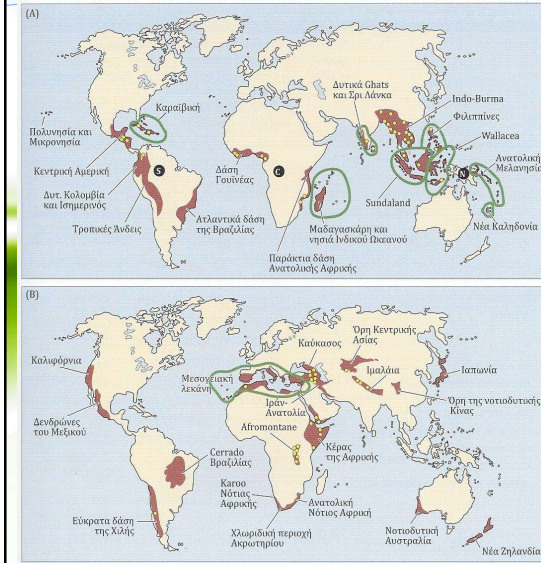 (A)
Καραϊβική
Πολυνησία και
Μικρονησία
Κεντρική Αμερική
Δυτ. Κολομβία
και Ισημερινός
Τροπικές Άνδεις
S
Ατλαντικά δάση
της Βραζιλίας
Δάση
Γουϊνέας
C
Παράκτια δάση
Ανατολικής Αφρικής
Μαδαγασκάρη και
νησιά Ινδικού Ωκεανού
Δυτικά Ghats
και Σρι Λάνκα
Indo-Burma
Φιλιππίνες
Wallacea
Ανατολική
Μελανησία
Sundaland
N
Νέα Καληδονία
(B)
Καλιφόρνια
Δενδρώνες
του Μεξικού
Cerrado
Βραζιλίας
Εύκρατα δάση
της Χιλής
Μεσογειακή
λεκάνη
Καύκασος
Όρη Κεντρικής
Ασίας
Ιμαλάια
Ιαπωνία
Όρη της νοτιοδυτικής
Κίνας
Ιράν-
Ανατολία
Afromontane
Κέρας
της Αφρικής
Karoo
Νότιας
Αφρικής
Ανατολική
Νότιος Αφρική
Χλωριδική περιοχή
Ακρωτηρίου
Νοτιοδυτική
Αυστραλία
Νέα Ζηλανδία